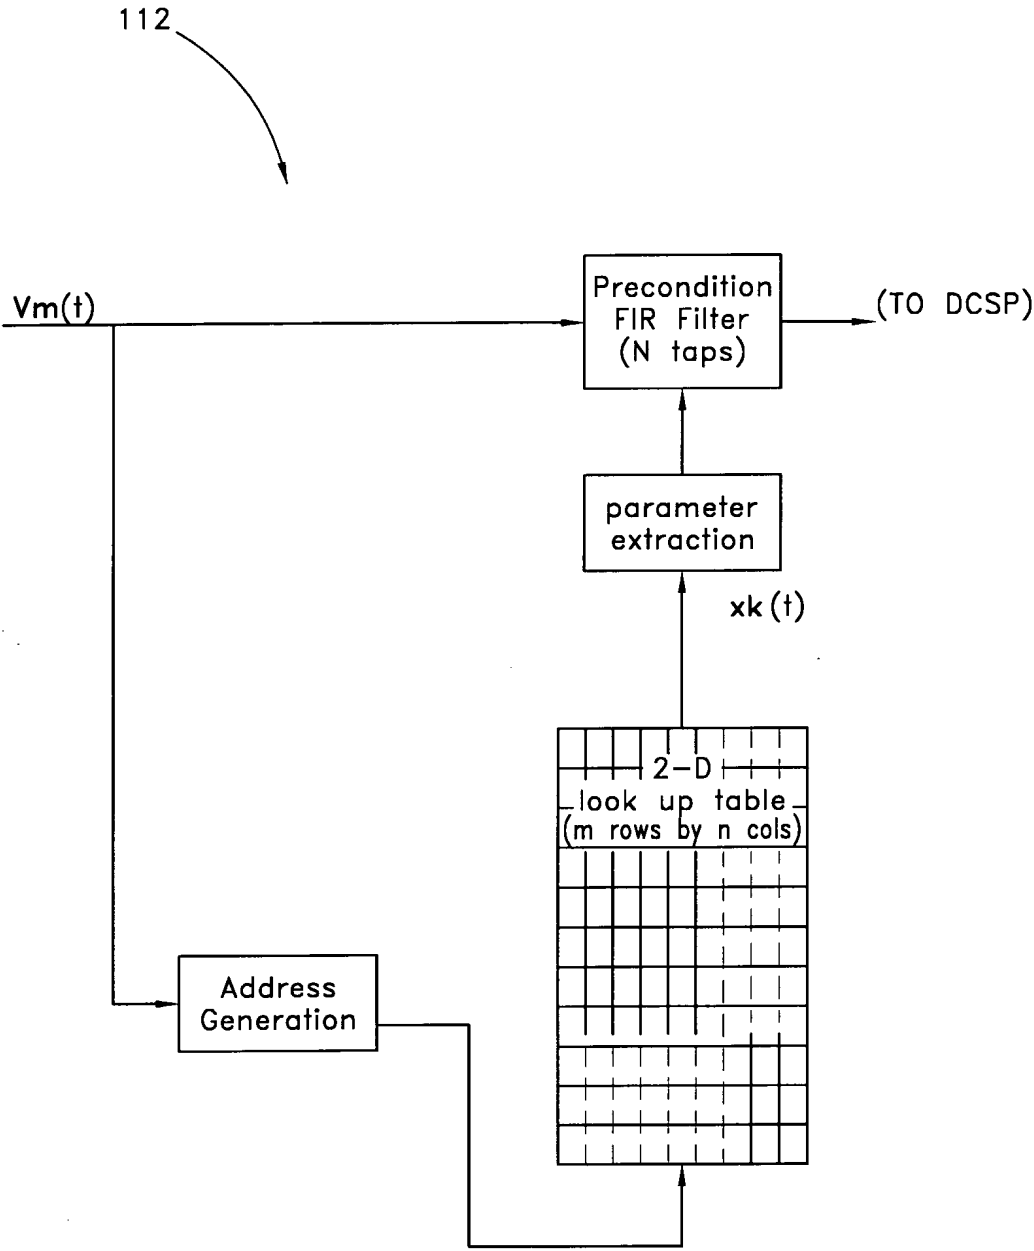 112
Vm(t)
Precondition
FIR Filter
(N taps)
(TO DCSP)
parameter
extraction
xk(t)
2-D
look up table
(m rows by n cols)
Address
Generation